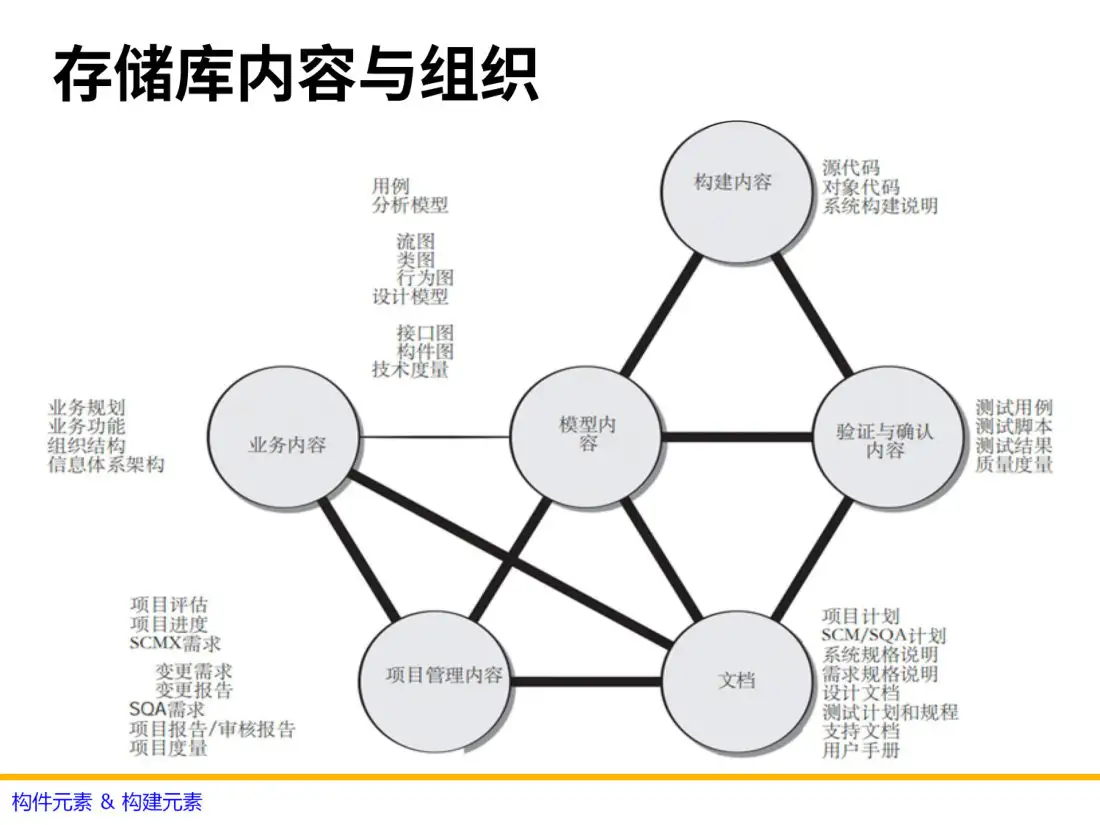 存储库内容与组织
构建内容
源代码
对象代码
系统构建说明
用例
分析模型
流图
类图
行为图
设计模型
接口图
构件图
技术度量
业务规划
业务功能
组织结构
信息体系架构
业务内容
模型内
容
验证与确认
内容
测试用例
测试脚本
测试结果
质量度量
项目评估
项目进度
SCMX需求
变更需求
变更报告
SQA需求
项目报告/审核报告
项目度量
项目管理内容
文档
项目计划
SCM/SQA计划
系统规格说明
需求规格说明
设计文档
测试计划和规程
支持文档
用户手册
构件元素 & 构建元素